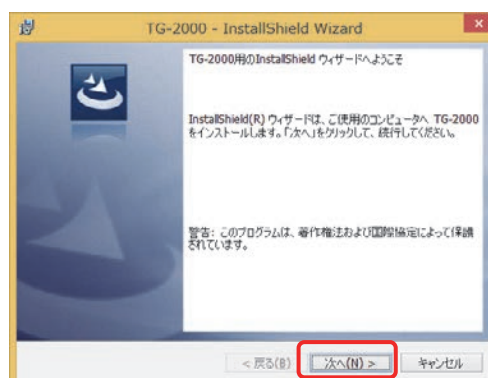 TG-2000 - InstallShield Wizard
TG-2000用のInstallShield ウィザードへようこそ
InstallShield(R) ウィザードは、ご使用のコンピュータへ TG-2000
をインストールします。「次へ」をクリックして、続行してください。
警告: このプログラムは、著作権法および国際協定によって保護
されています。
< 戻る(B) 次へ(N) > キャンセル